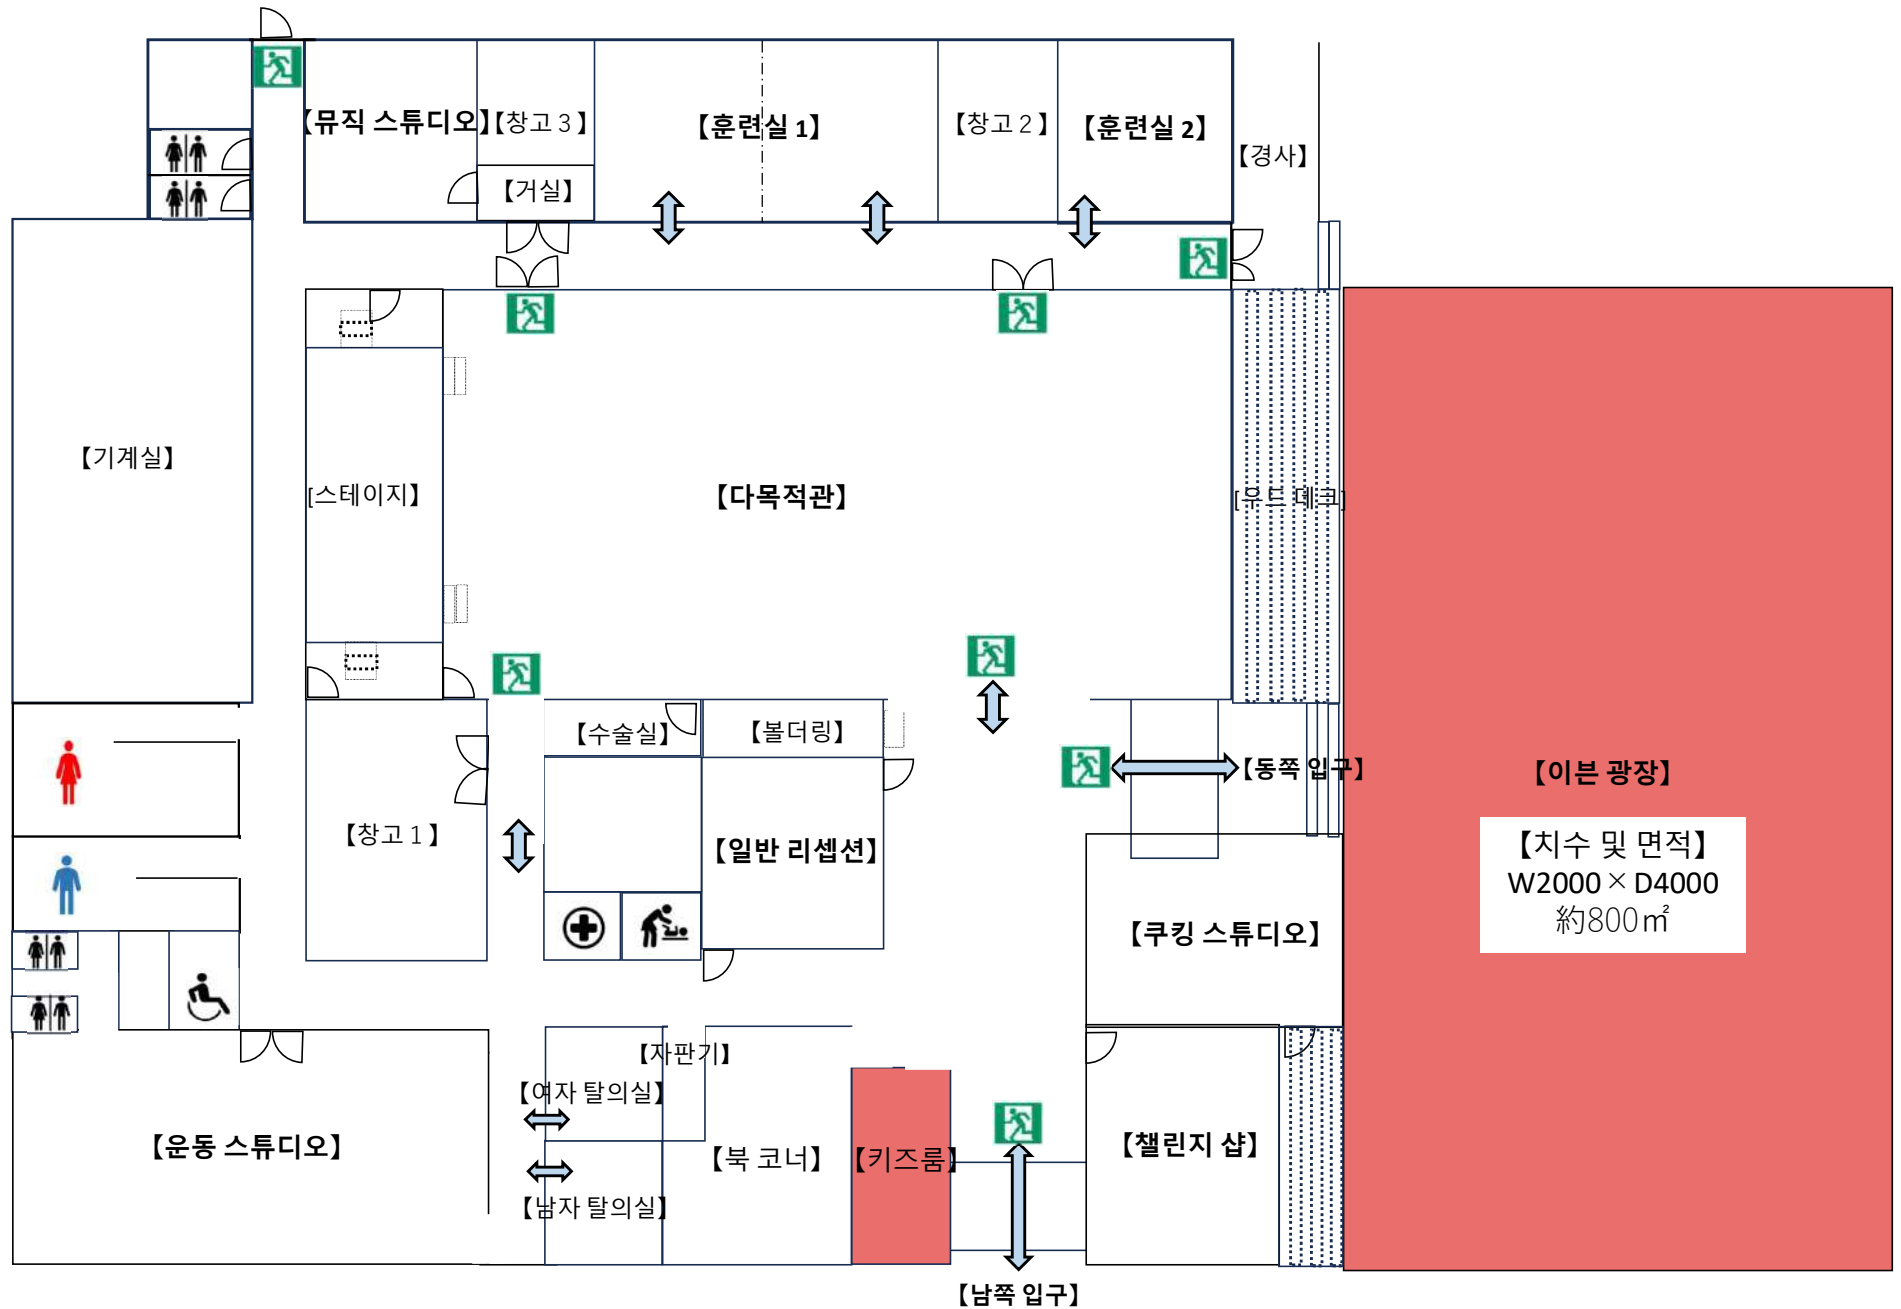 【뮤직 스튜디오】
【창고３】
【훈련실 1】
【창고２】
【훈련실 2】
【경사】
【거실】
【기계실】
[스테이지】
【다목적관】
[우드 데크]
【수술실】
【볼더링】
【동쪽 입구】
【이븐 광장】
【창고１】
【일반 리셉션】
【치수 및 면적】
W2000×D4000
約800㎡
【쿠킹 스튜디오】
【자판기】
【여자 탈의실】
【운동 스튜디오】
【북 코너】
【키즈룸】
【챌린지 샵】
【남자 탈의실】
【남쪽 입구】